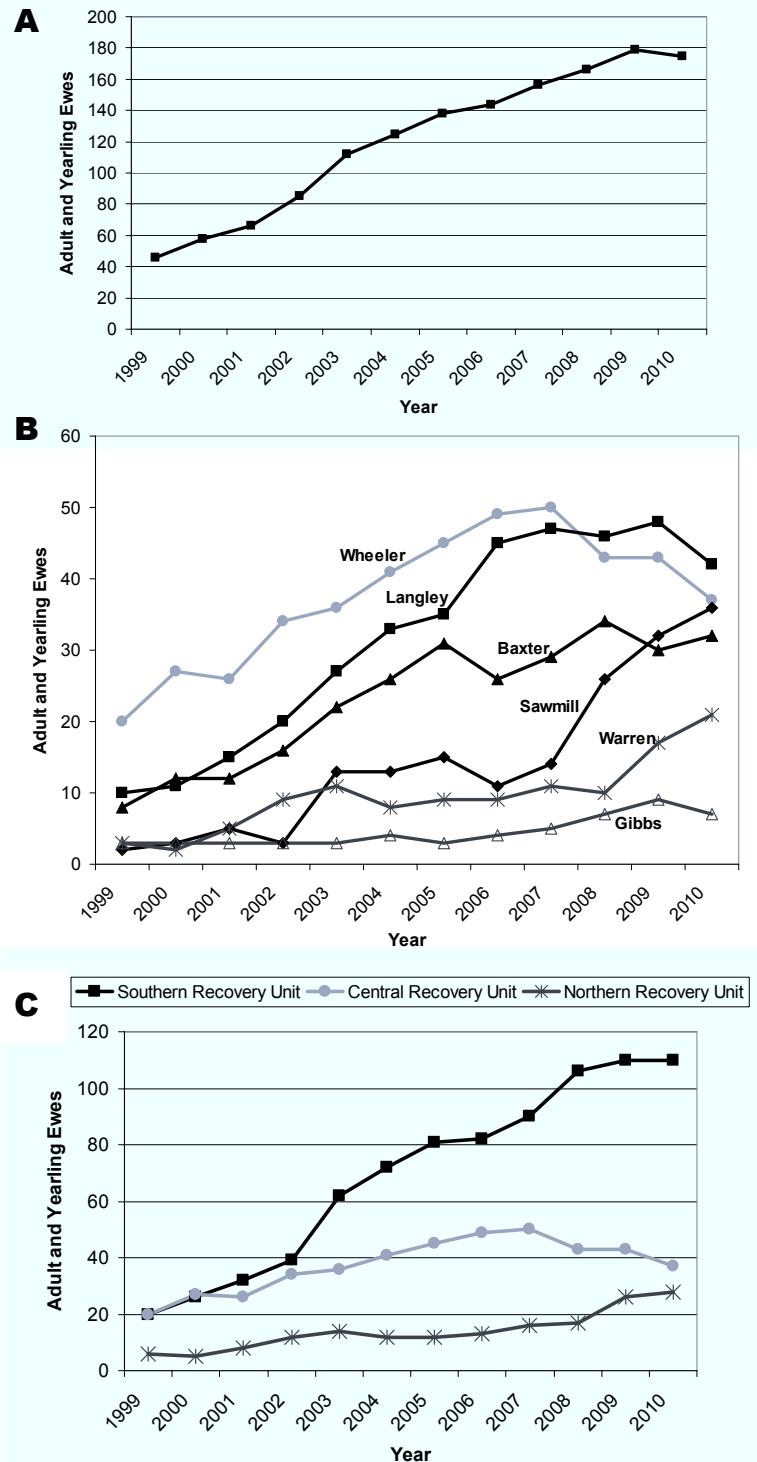 A
200
180
160
140
120
100
80
60
40
20
0
Adult and Yearling Ewes
1999 2000 2001 2002 2003 2004 2005 2006 2007 2008 2009 2010
Year
B
60
50
40
30
20
10
0
Adult and Yearling Ewes
Wheeler
Langley
Baxter
Sawmill
Warren
Gibbs
1999 2000 2001 2002 2003 2004 2005 2006 2007 2008 2009 2010
Year
C
Southern Recovery Unit Central Recovery Unit Northern Recovery Unit
120
100
80
60
40
20
0
Adult and Yearling Ewes
1999 2000 2001 2002 2003 2004 2005 2006 2007 2008 2009 2010
Year